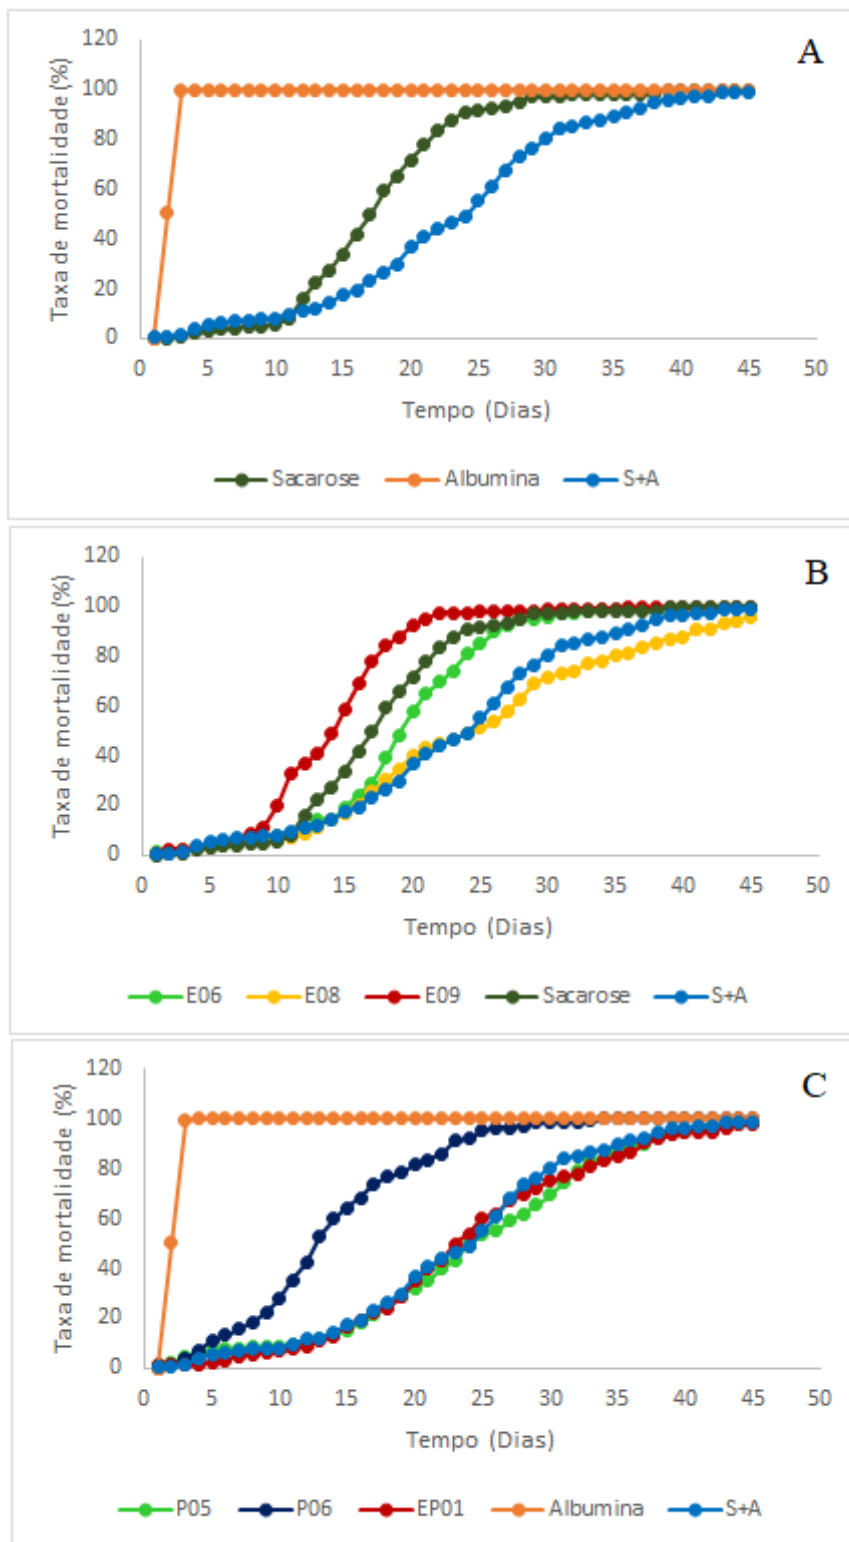 A
Taxa de mortalidade (%)
120
100
80
60
40
20
0
0 5 10 15 20 25 30 35 40 45 50
Tempo (Dias)
Sacarose Albumina S+A
B
Taxa de mortalidade (%)
120
100
80
60
40
20
0
0 5 10 15 20 25 30 35 40 45 50
Tempo (Dias)
E06 E08 E09 Sacarose S+A
C
Taxa de mortalidade (%)
120
100
80
60
40
20
0
0 5 10 15 20 25 30 35 40 45 50
Tempo (Dias)
P05 P06 EP01 Albumina S+A